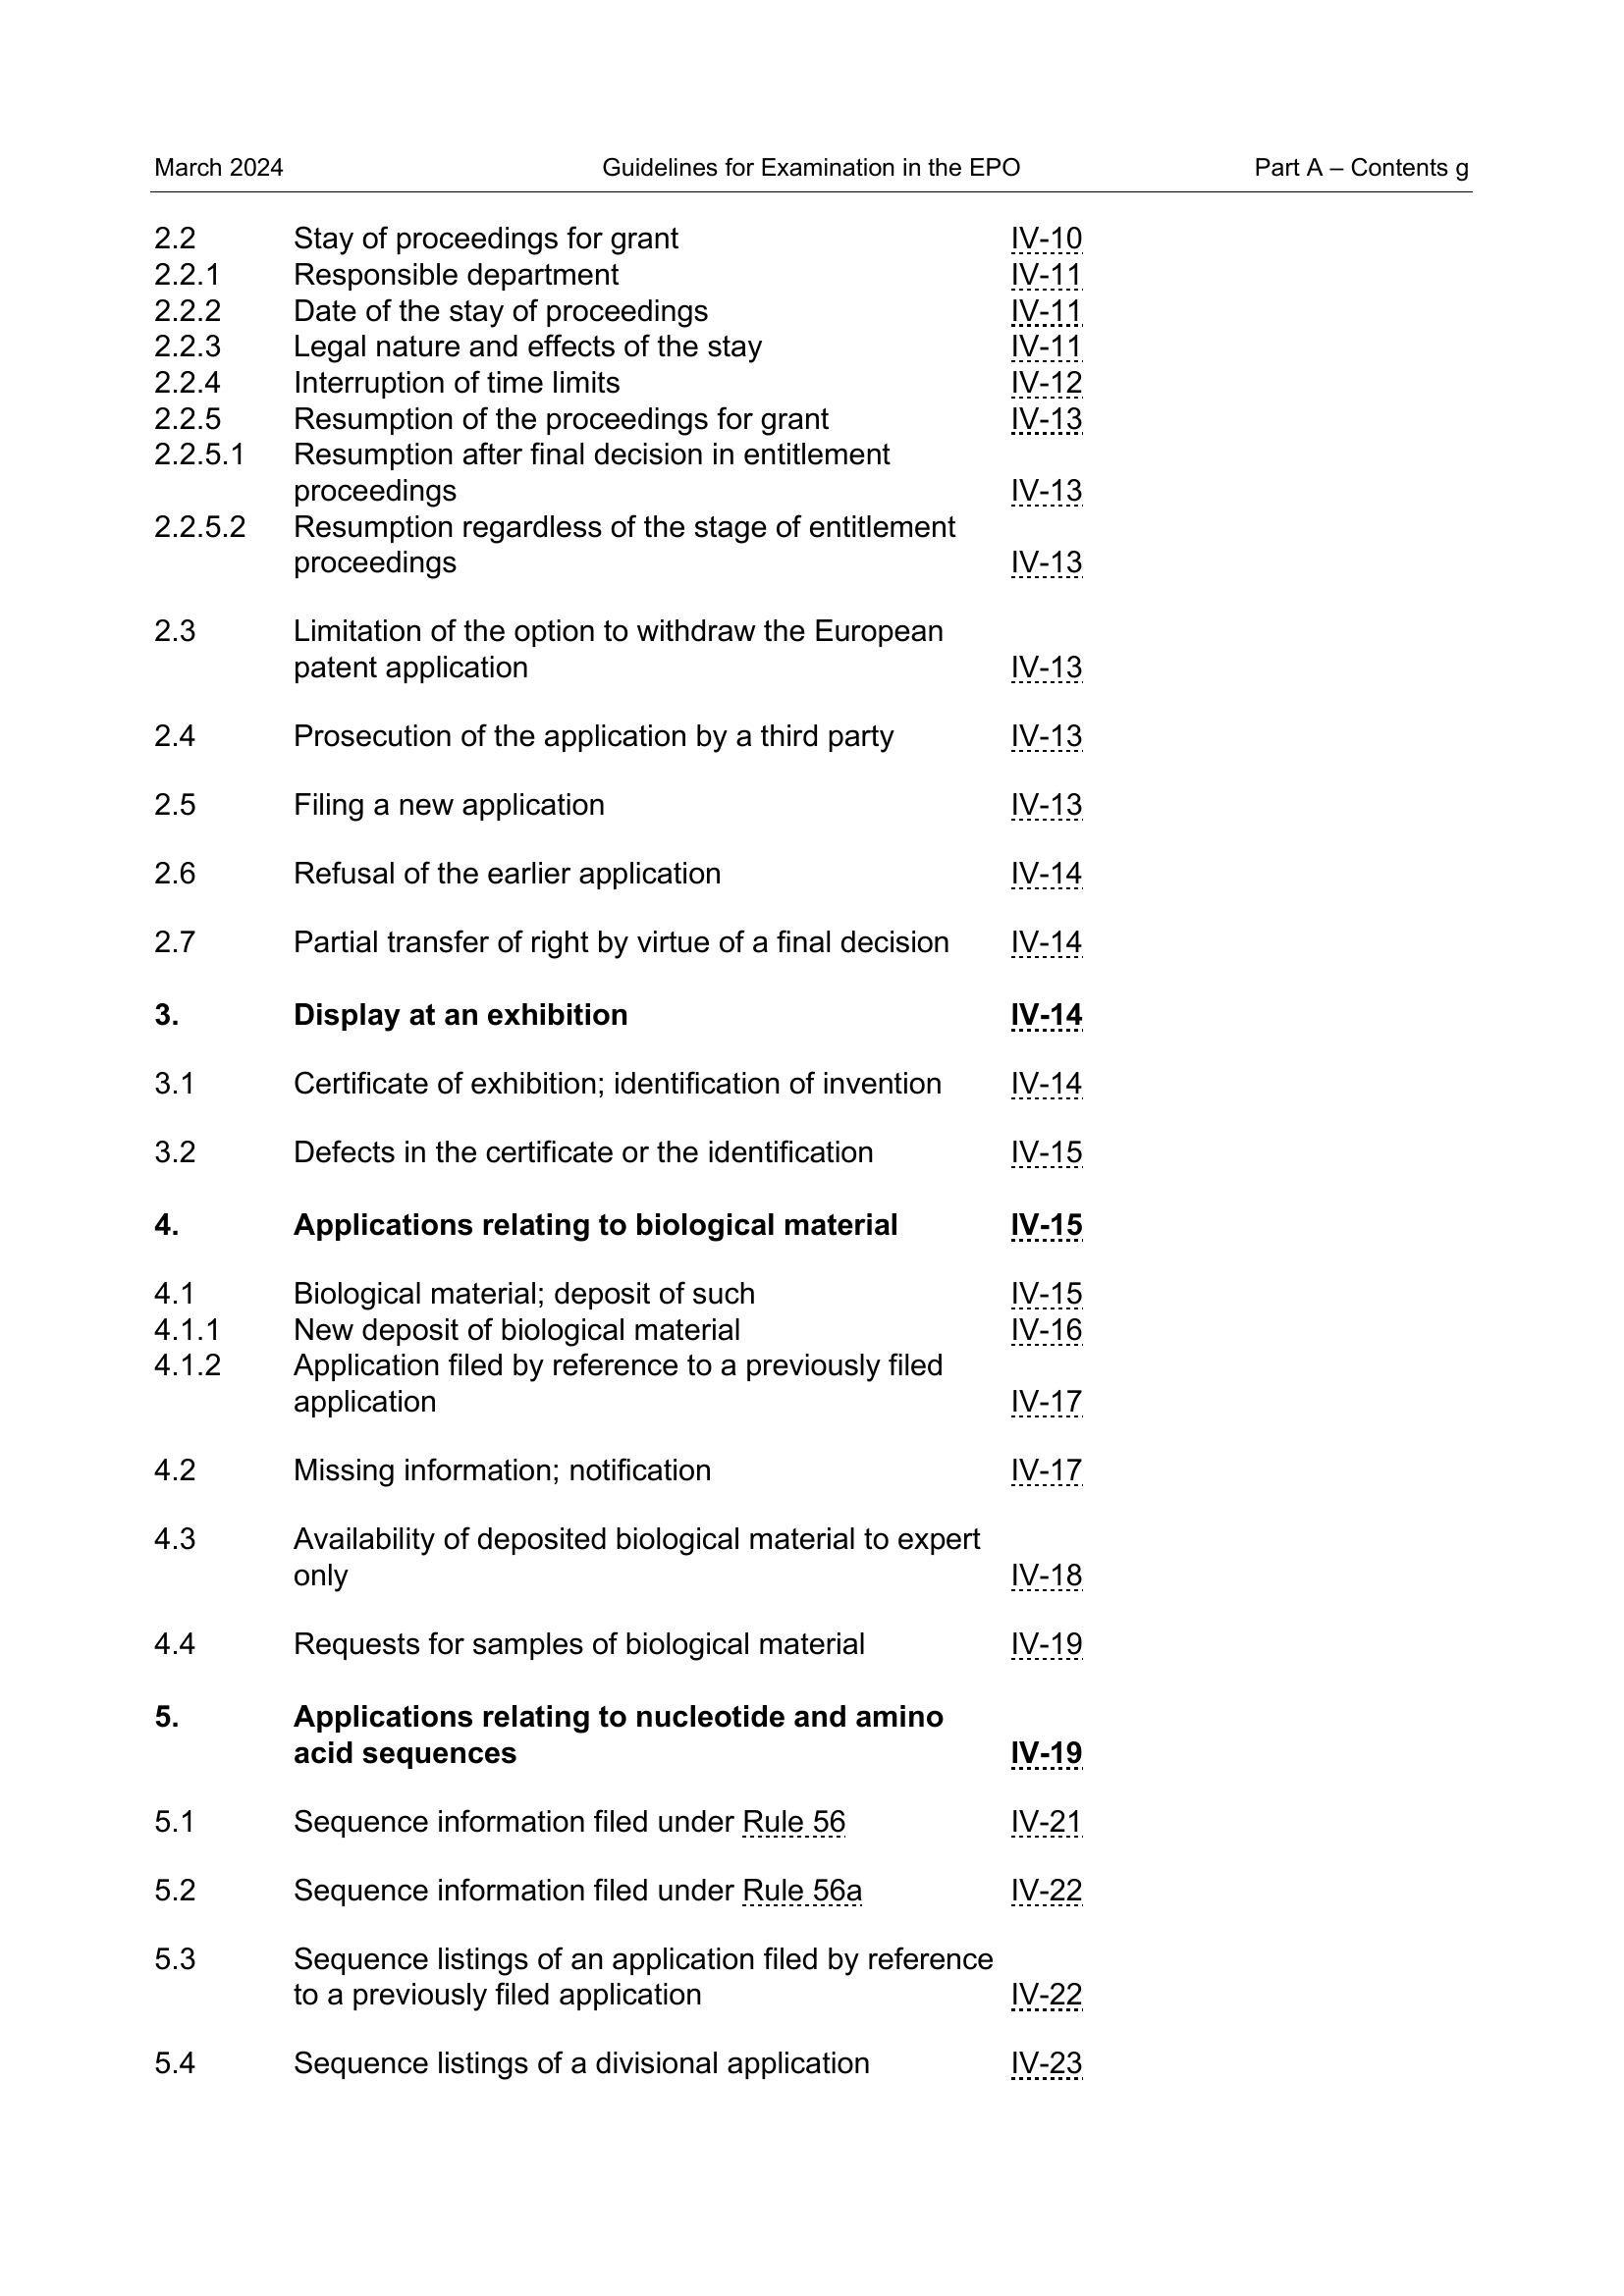 March 2024 Guidelines for Examination in the EPO Part A – Contents g
2.2 Stay of proceedings for grant IV-10
2.2.1 Responsible department IV-11
2.2.2 Date of the stay of proceedings IV-11
2.2.3 Legal nature and effects of the stay IV-11
2.2.4 Interruption of time limits IV-12
2.2.5 Resumption of the proceedings for grant IV-13
2.2.5.1 Resumption after final decision in entitlement
proceedings IV-13
2.2.5.2 Resumption regardless of the stage of entitlement
proceedings IV-13
2.3 Limitation of the option to withdraw the European
patent application IV-13
2.4 Prosecution of the application by a third party IV-13
2.5 Filing a new application IV-13
2.6 Refusal of the earlier application IV-14
2.7 Partial transfer of right by virtue of a final decision IV-14
3. Display at an exhibition IV-14
3.1 Certificate of exhibition; identification of invention IV-14
3.2 Defects in the certificate or the identification IV-15
4. Applications relating to biological material IV-15
4.1 Biological material; deposit of such IV-15
4.1.1 New deposit of biological material IV-16
4.1.2 Application filed by reference to a previously filed
application IV-17
4.2 Missing information; notification IV-17
4.3 Availability of deposited biological material to expert
only IV-18
4.4 Requests for samples of biological material IV-19
5. Applications relating to nucleotide and amino
acid sequences IV-19
5.1 Sequence information filed under Rule 56 IV-21
5.2 Sequence information filed under Rule 56a IV-22
5.3 Sequence listings of an application filed by reference
to a previously filed application IV-22
5.4 Sequence listings of a divisional application IV-23